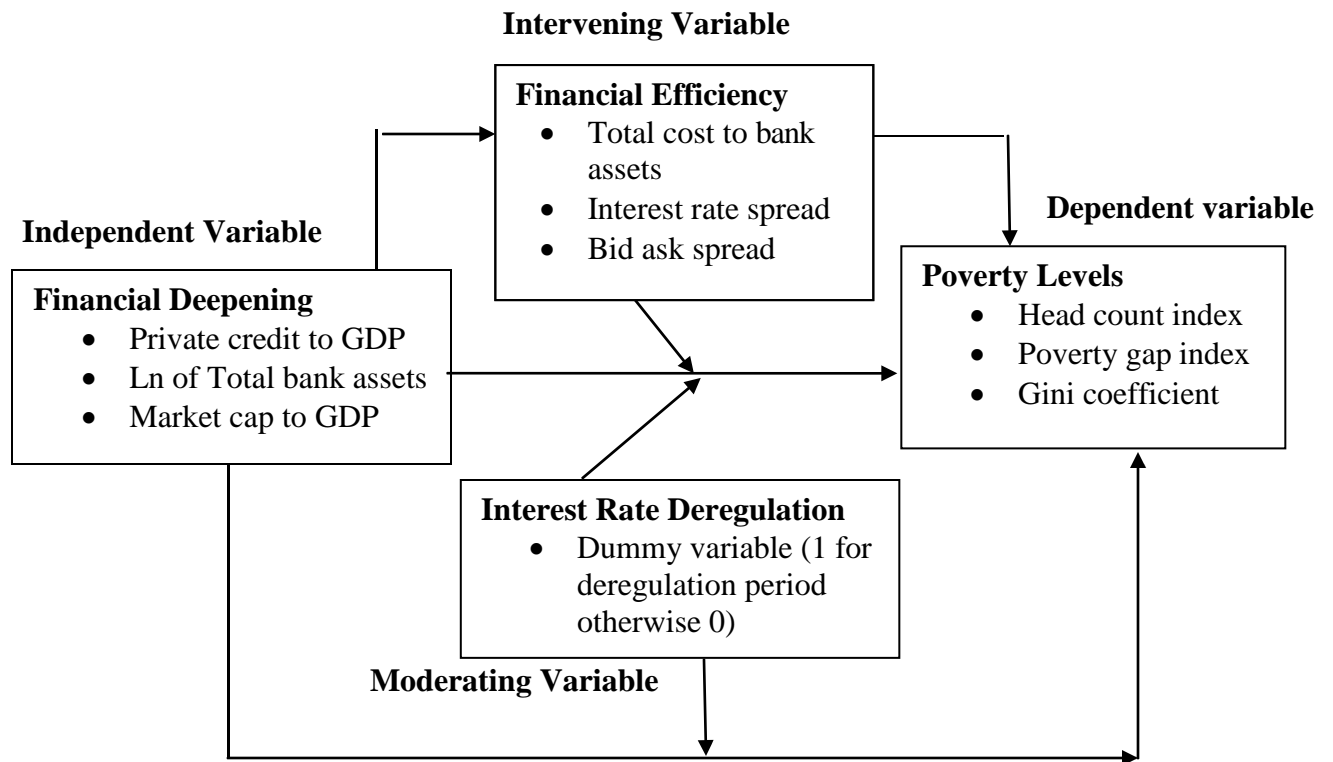 Intervening Variable
Financial Efficiency
• Total cost to bank
assets
• Interest rate spread
• Bid ask spread
Independent Variable
Financial Deepening
• Private credit to GDP
• Ln of Total bank assets
• Market cap to GDP
Dependent variable
Poverty Levels
• Head count index
• Poverty gap index
• Gini coefficient
Interest Rate Deregulation
• Dummy variable (1 for
deregulation period
otherwise 0)
Moderating Variable